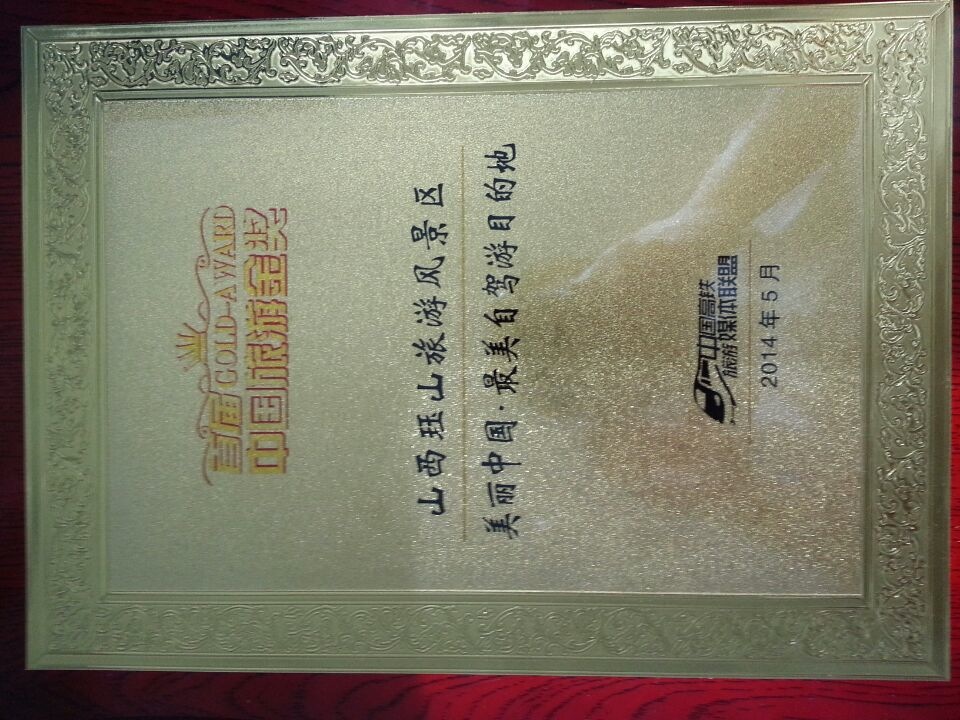 首届 GOLD-AWARD
中国旅游金奖
山西珏山旅游风景区
美丽中国·最美自驾游目的地
中国高铁
旅游媒体联盟
2014年5月